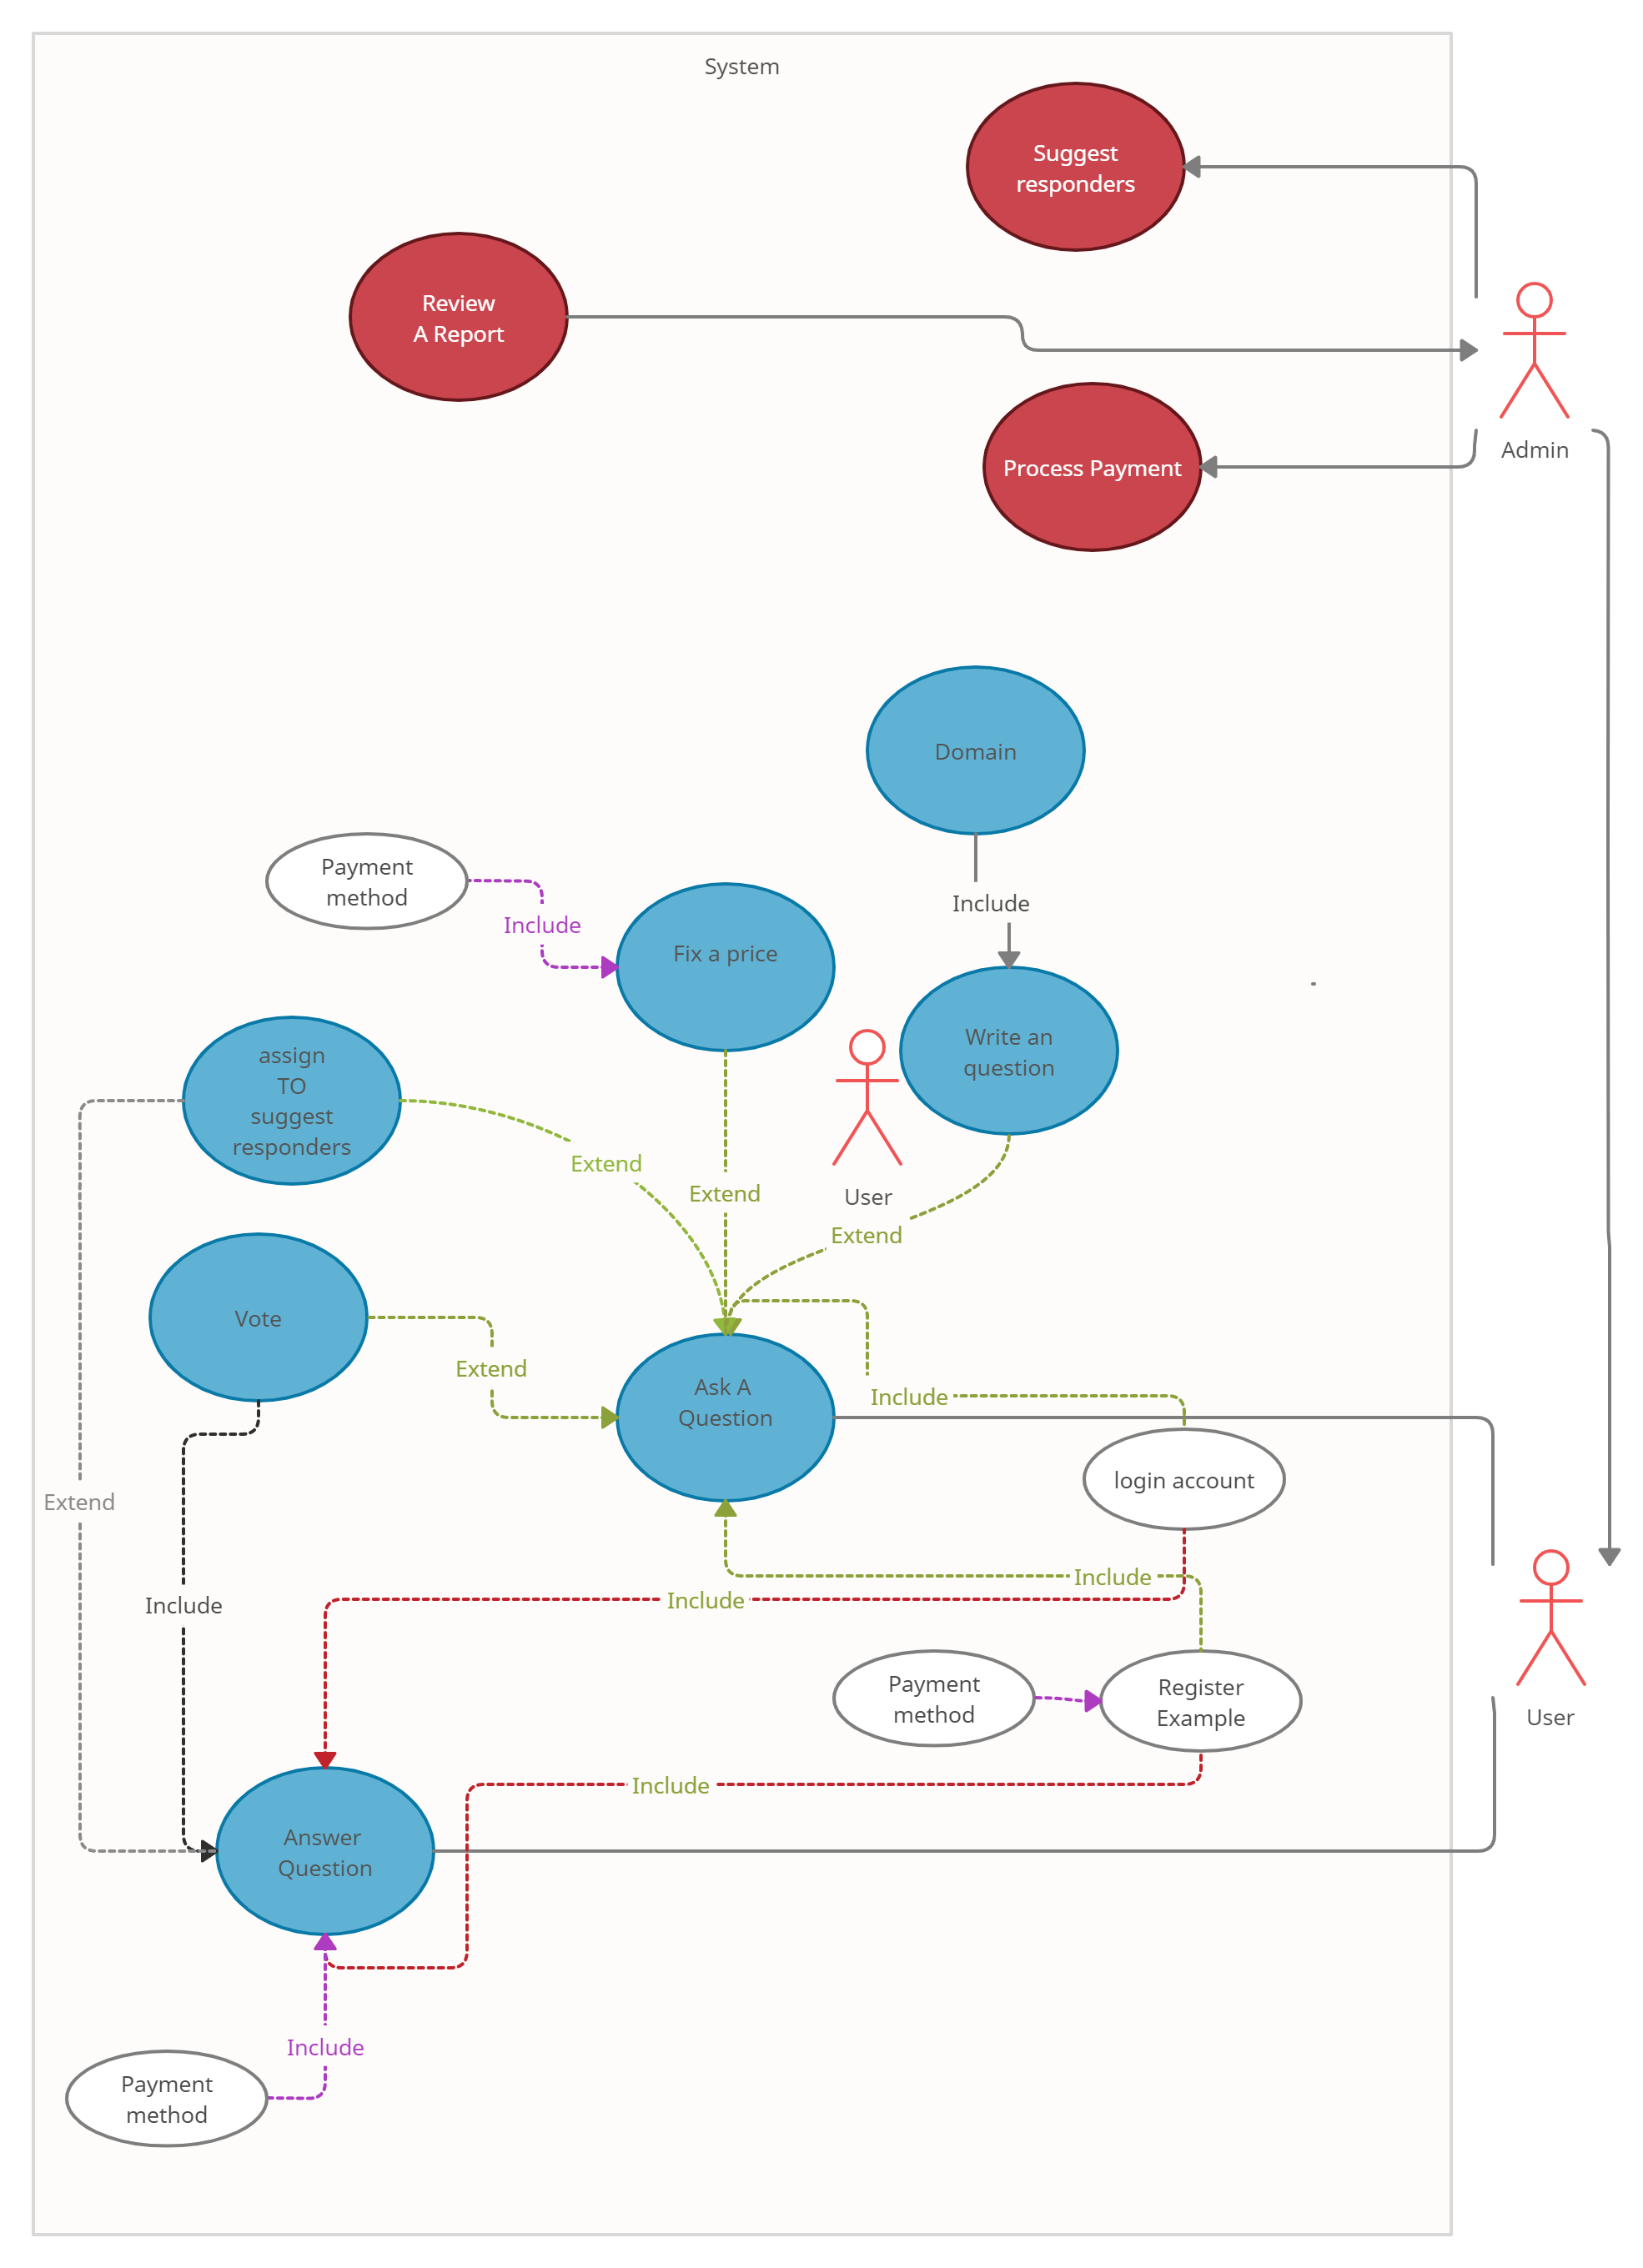 System
Suggest
responders
Review
A Report
Admin
Process Payment
Domain
Payment
method
Include
Include
Fix a price
Write an
question
assign
TO
suggest
responders
Extend
Extend
User
Extend
Vote
Extend
Ask A
Question
Include
login account
Extend
Include
Include
Include
Payment
method
Register
Example
User
Include
Answer
Question
Include
Payment
method